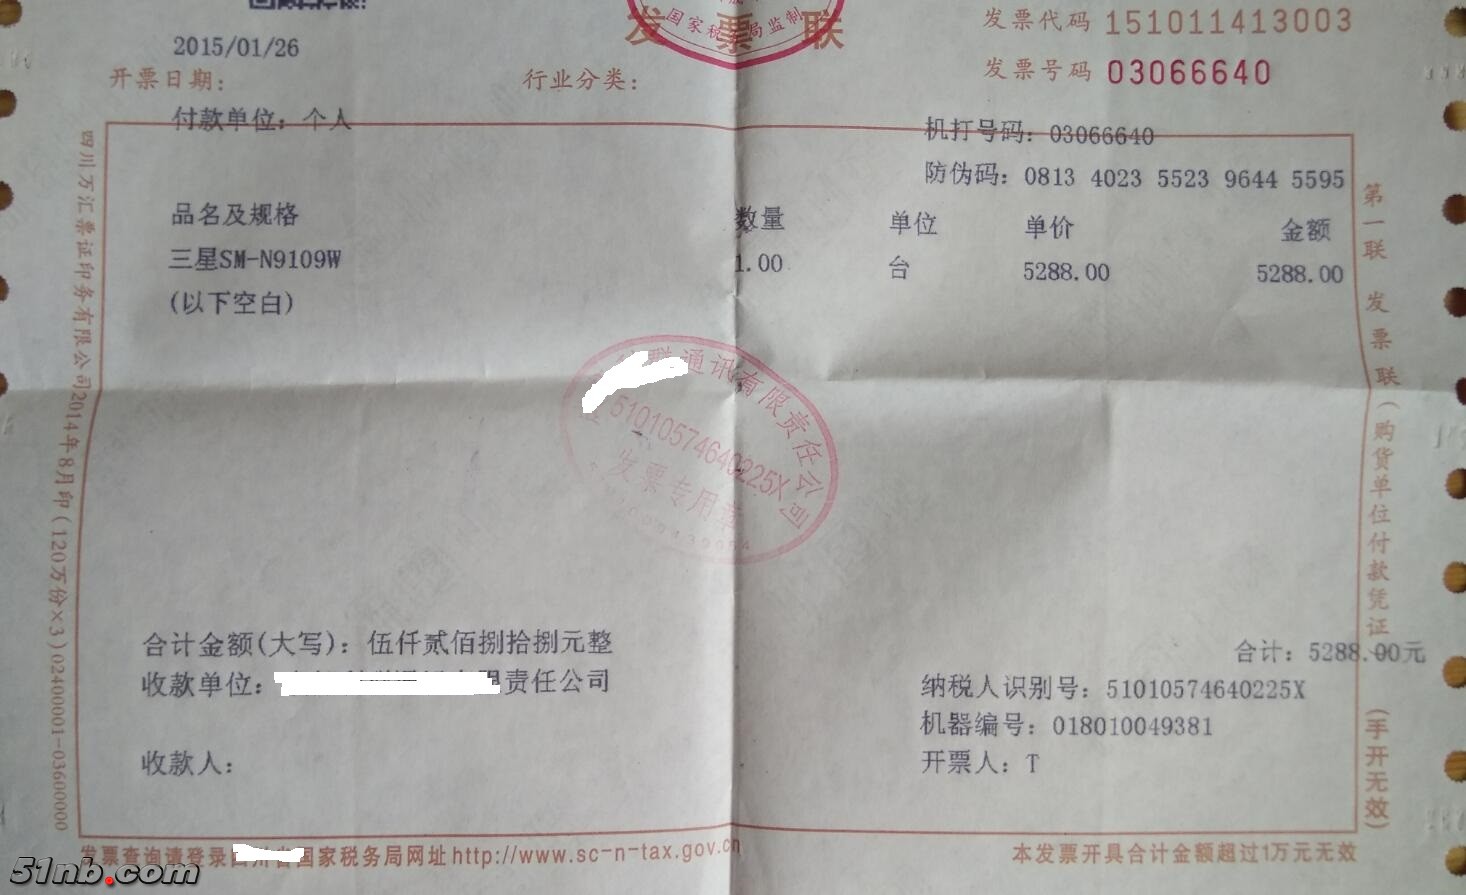 发票联
国家税务局监制
发票代码 151011413003
2015/01/26
开票日期:
行业分类:
发票号码 03066640
付款单位: 个人
机打号码: 03066640
防伪码: 0813 4023 5523 9644 5595
品名及规格 数量 单位 单价 金额
三星SM-N9109W 1.00 台 5288.00 5288.00
(以下空白)
通讯有限责任公司
51010574640225X
发票专用章
合计金额(大写): 伍仟贰佰捌拾捌元整
合计: 5288.00元
收款单位: 责任公司
纳税人识别号: 51010574640225X
机器编号: 018010049381
收款人:
开票人: T
四川万汇票证印务有限公司2014年8月印(120万份×3)02400001-03600000
第一联 发票联(购货单位付款凭证 (手开无效)
发票查询请登录 国家税务局网址http://www.sc-n-tax.gov.cn
本发票开具合计金额超过1万元无效
51nb.com